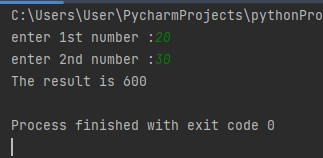 C:\Users\User\PycharmProjects\pythonPro
enter 1st number :20
enter 2nd number :30
The result is 600
Process finished with exit code 0